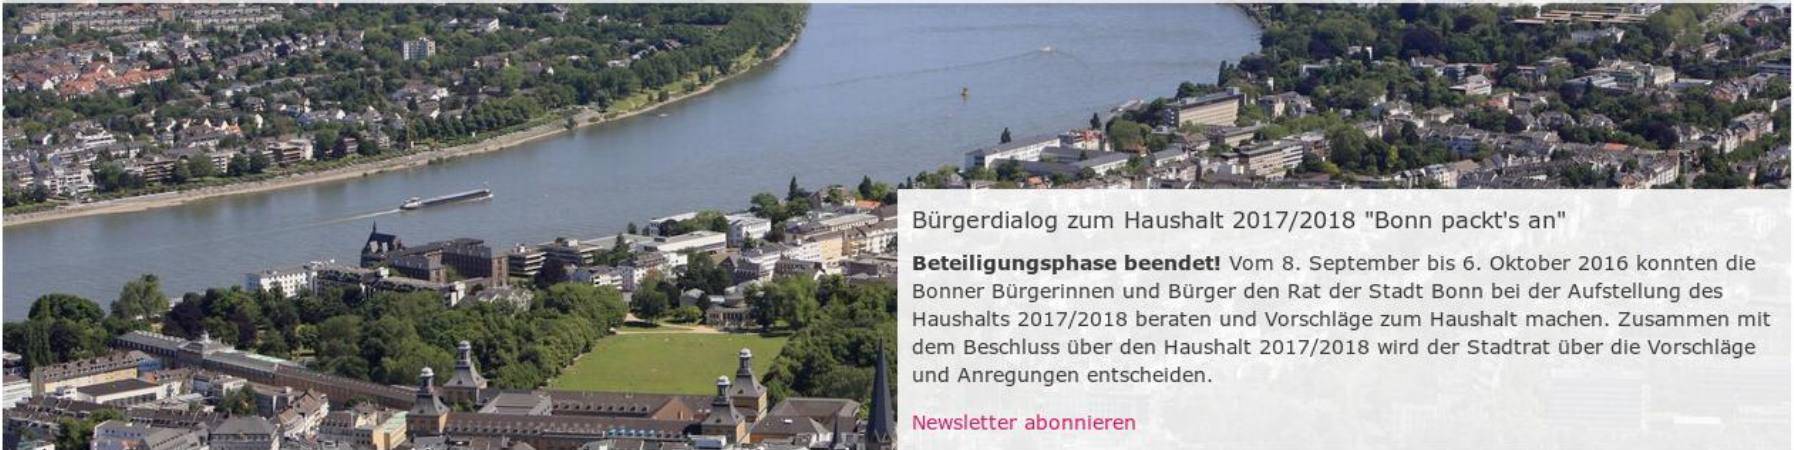 Bürgerdialog zum Haushalt 2017/2018 "Bonn packt's an"
Beteiligungsphase beendet! Vom 8. September bis 6. Oktober 2016 konnten die
Bonner Bürgerinnen und Bürger den Rat der Stadt Bonn bei der Aufstellung des
Haushalts 2017/2018 beraten und Vorschläge zum Haushalt machen. Zusammen mit
dem Beschluss über den Haushalt 2017/2018 wird der Stadtrat über die Vorschläge
und Anregungen entscheiden.
Newsletter abonnieren